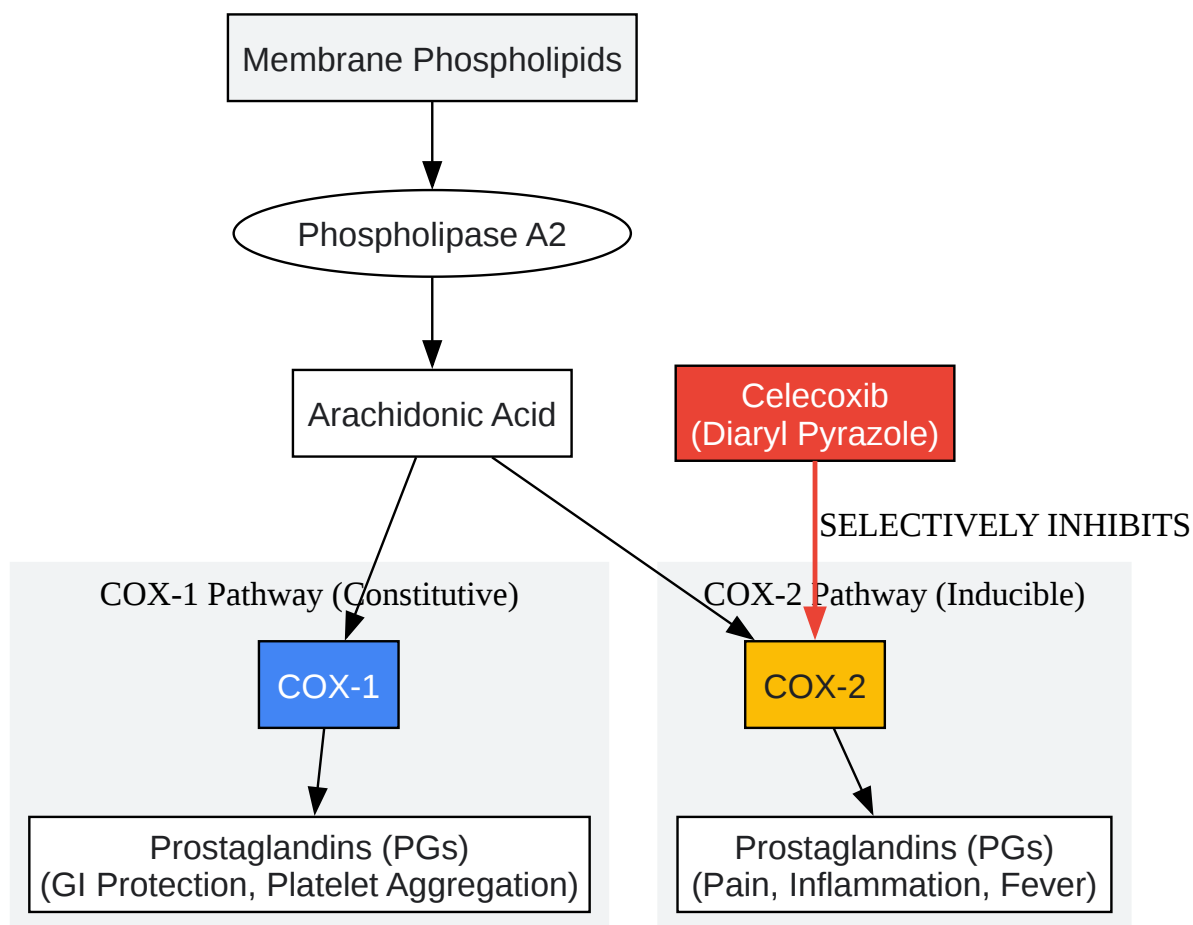 Membrane Phospholipids
Phospholipase A2
Arachidonic Acid
Celecoxib
(Diaryl Pyrazole)
SELECTIVELY INHIBITS
COX-1 Pathway (Constitutive)
COX-1
Prostaglandins (PGs)
(GI Protection, Platelet Aggregation)
COX-2 Pathway (Inducible)
COX-2
Prostaglandins (PGs)
(Pain, Inflammation, Fever)